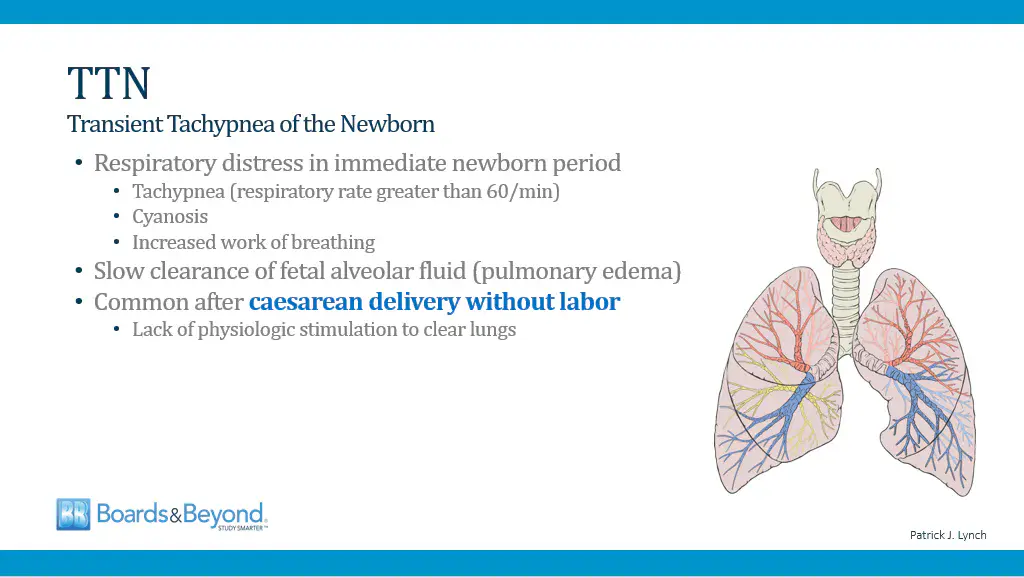 TTN
Transient Tachypnea of the Newborn
• Respiratory distress in immediate newborn period
• Tachypnea (respiratory rate greater than 60/min)
• Cyanosis
• Increased work of breathing
• Slow clearance of fetal alveolar fluid (pulmonary edema)
• Common after caesarean delivery without labor
• Lack of physiologic stimulation to clear lungs
BB Boards&Beyond.
STUDY SMARTER™
Patrick J. Lynch